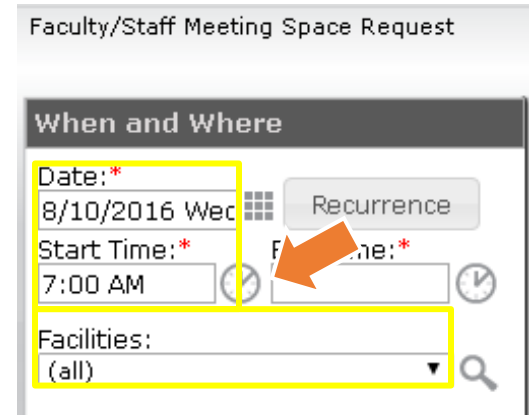 Faculty/Staff Meeting Space Request
When and Where
Date:*
8/10/2016 Wed Recurrence
Start Time:*
7:00 AM
Facilities:
(all)